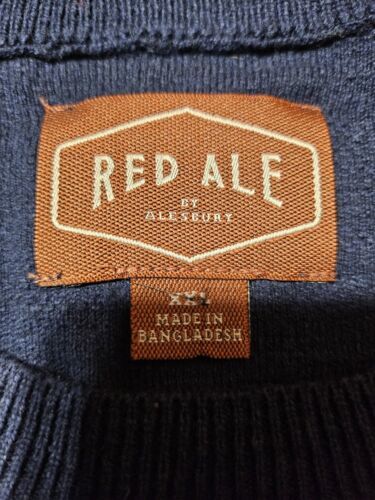 RED ALE
BY
ALESBURY
XXL
MADE IN
BANGLADESH